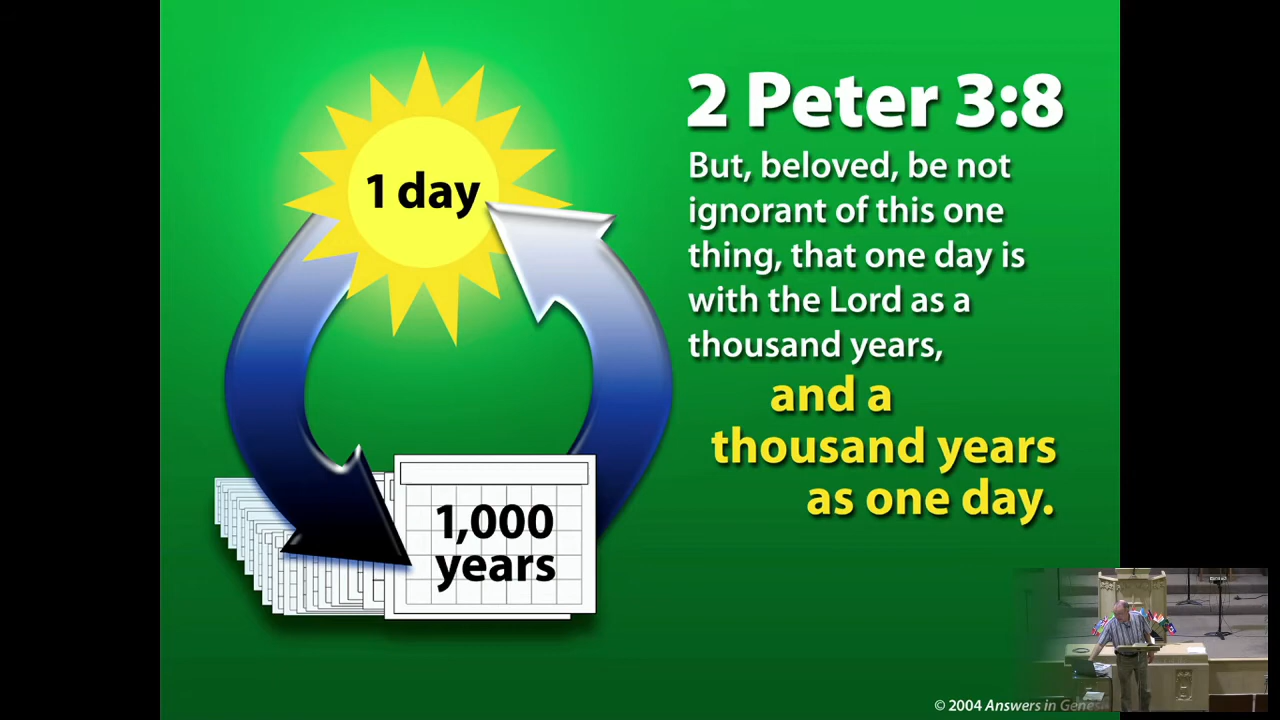 1 day
1,000
years
2 Peter 3:8
But, beloved, be not
ignorant of this one
thing, that one day is
with the Lord as a
thousand years,
and a
thousand years
as one day.
© 2004 Answers in